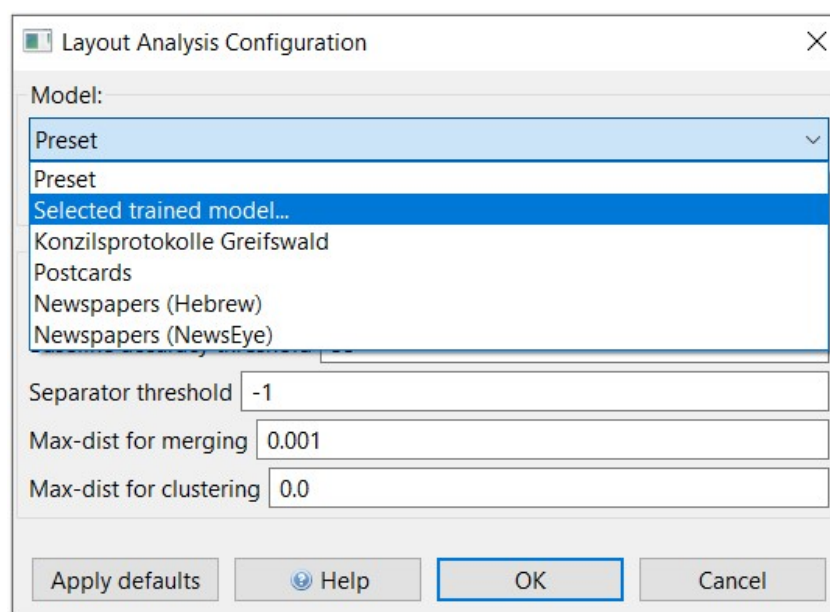 Layout Analysis Configuration
Model:
Preset
Preset
Selected trained model...
Konzilsprotokolle Greifswald
Postcards
Newspapers (Hebrew)
Newspapers (NewsEye)
Separator threshold -1
Max-dist for merging 0.001
Max-dist for clustering 0.0
Apply defaults Help OK Cancel